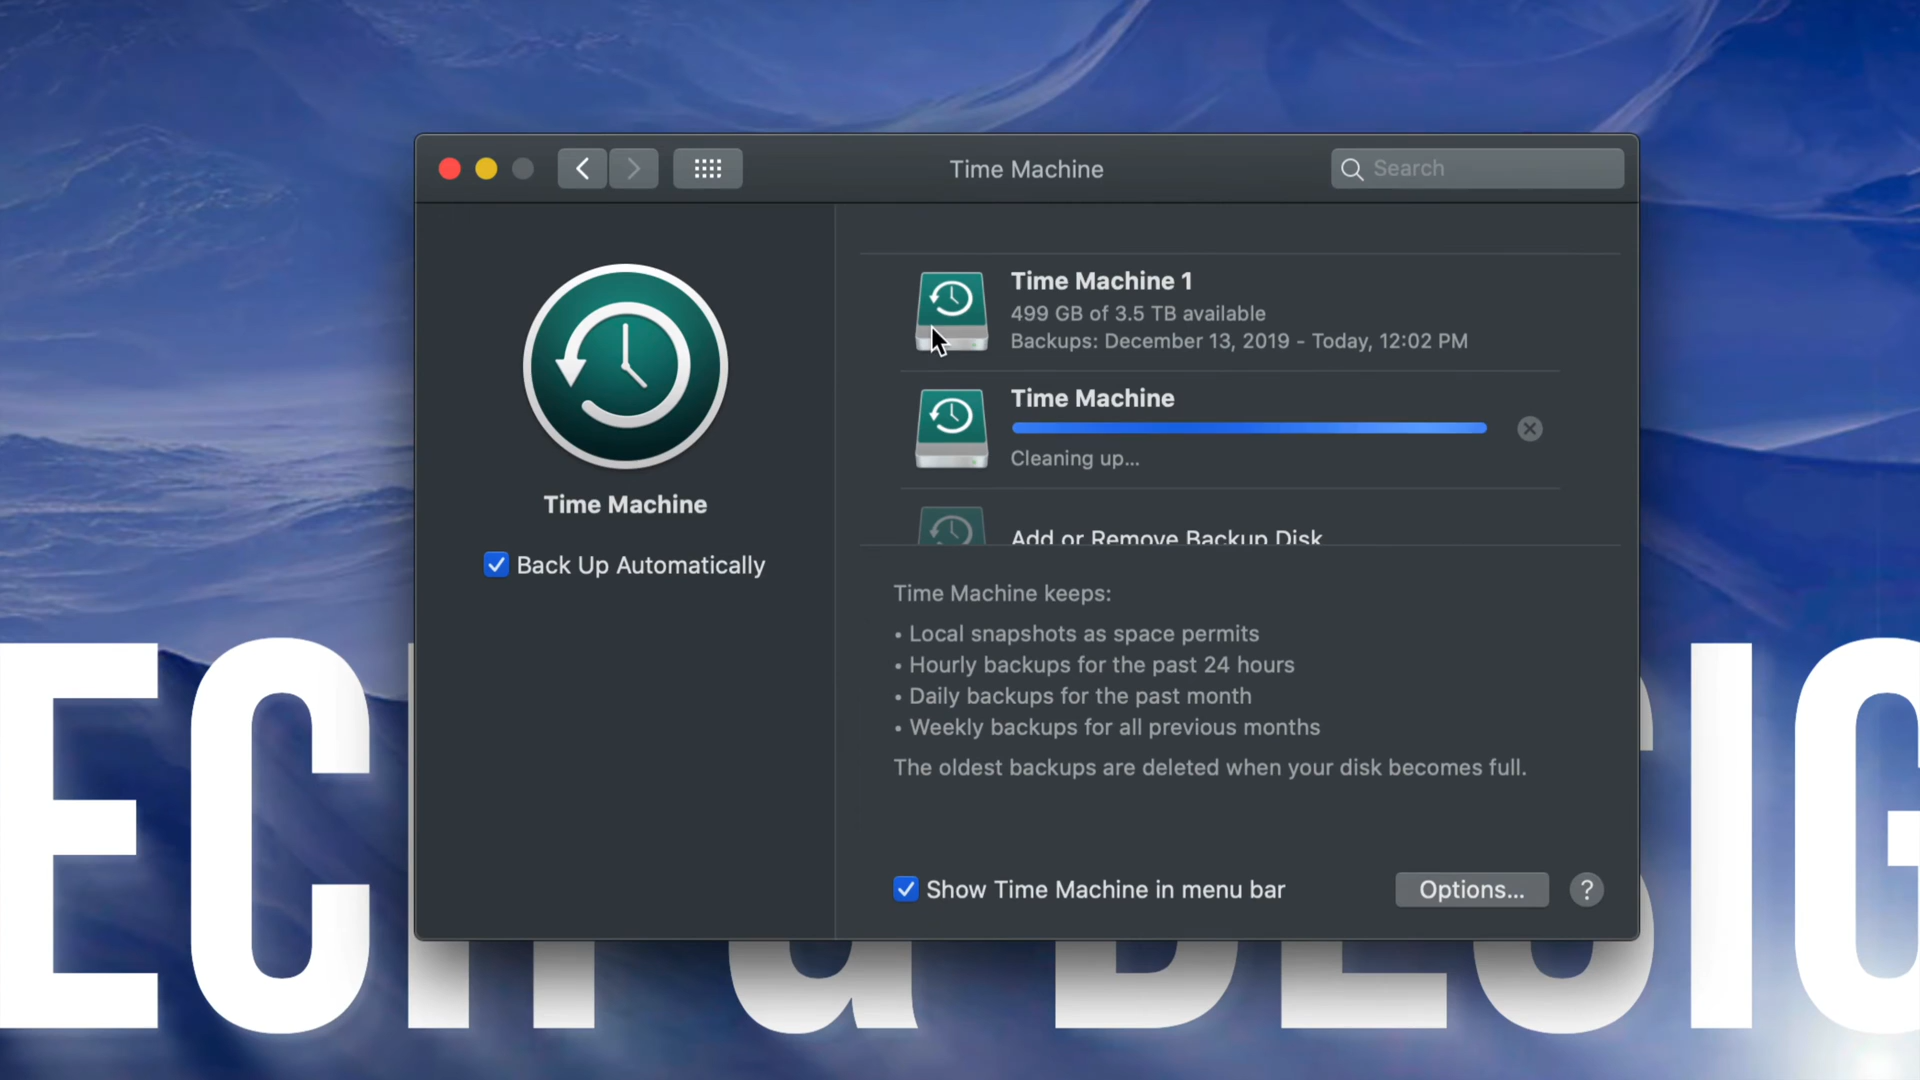 Time Machine
Search
Time Machine 1
499 GB of 3.5 TB available
Backups: December 13, 2019 - Today, 12:02 PM
Time Machine
Cleaning up...
Add or Remove Backup Disk
Time Machine
Back Up Automatically
Time Machine keeps:
• Local snapshots as space permits
• Hourly backups for the past 24 hours
• Daily backups for the past month
• Weekly backups for all previous months
The oldest backups are deleted when your disk becomes full.
Show Time Machine in menu bar
Options...
?
ECH & DESIG